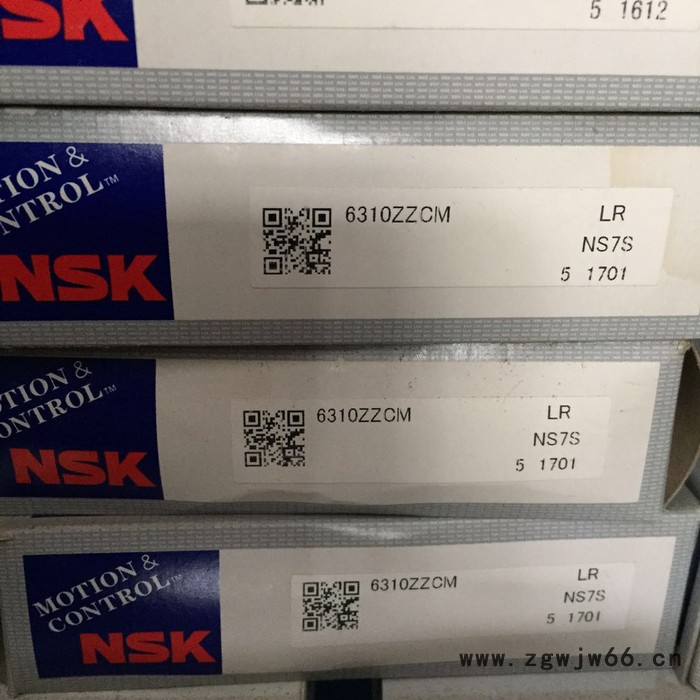 NSK
5 1612
MOTION &
CONTROL™
NSK
6310ZZCM
LR
NS7S
5 1701
MOTION &
CONTROL™
NSK
6310ZZCM
LR
NS7S
5 1701
MOTION &
CONTROL™
NSK
6310ZZCM
LR
NS7S
5 1701
www.zgwjw66.cn